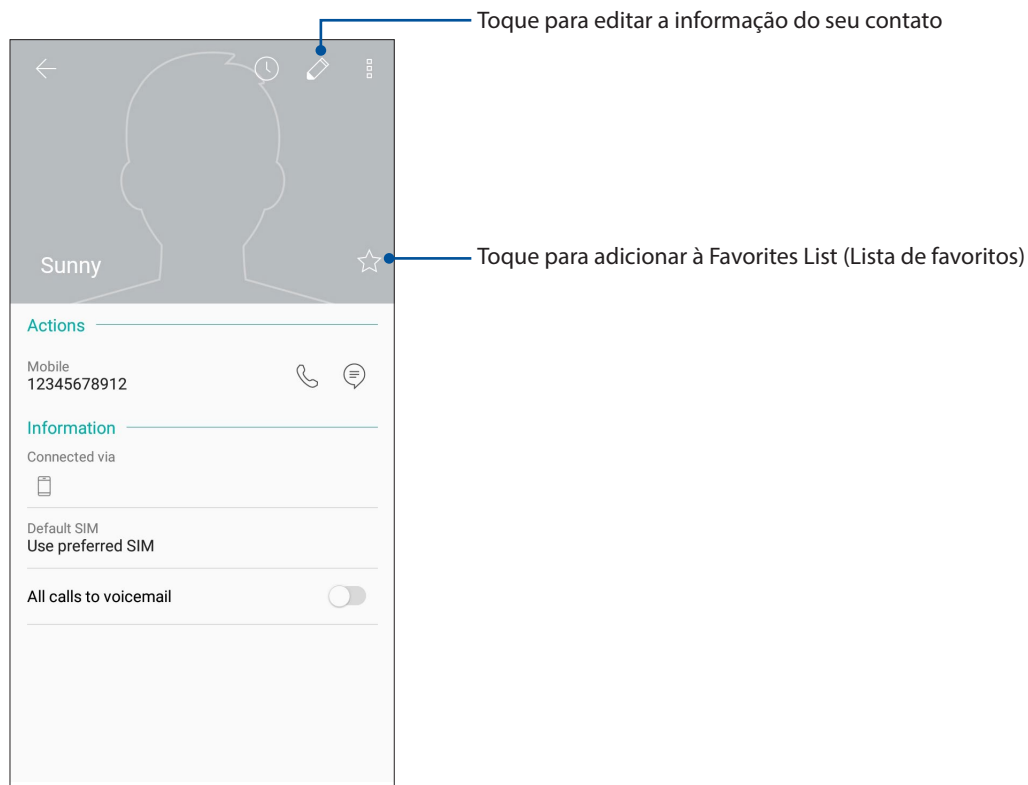 Toque para editar a informação do seu contato
Sunny
Toque para adicionar à Favorites List (Lista de favoritos)
Actions
Mobile
12345678912
Information
Connected via
Default SIM
Use preferred SIM
All calls to voicemail